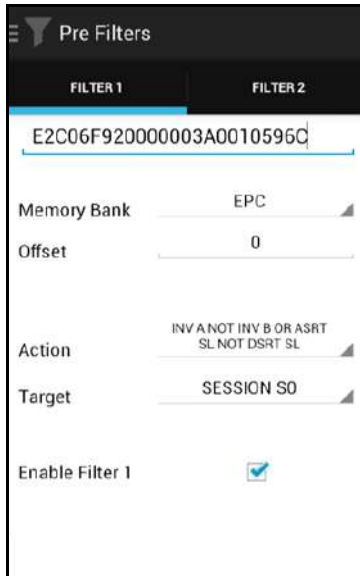 Pre Filters
FILTER 1 FILTER 2
E2C06F920000003A0010596C
Memory Bank EPC
Offset 0
INV A NOT INV B OR ASRT
Action SL NOT DSRT SL
Target SESSION S0
Enable Filter 1